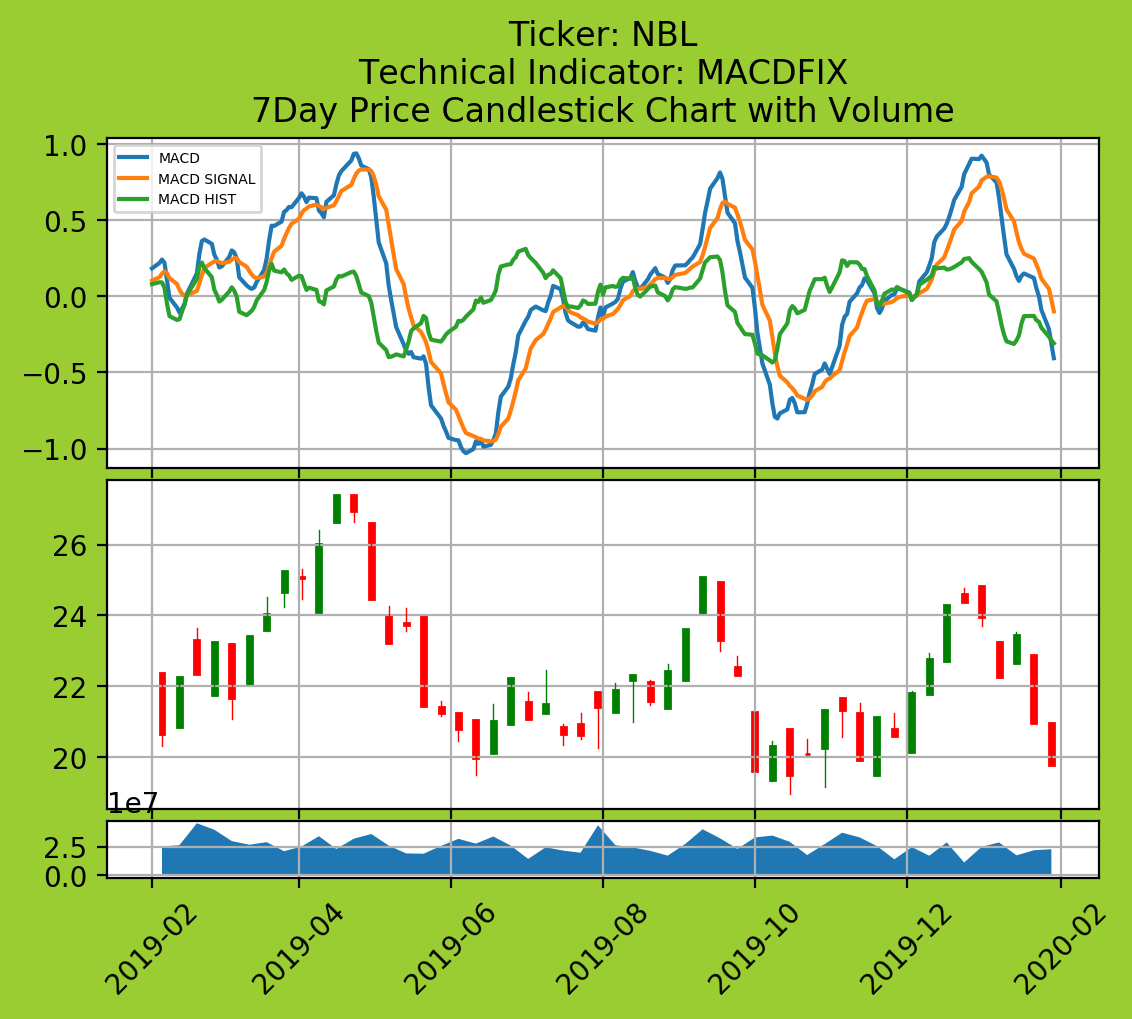 Ticker: NBL
Technical Indicator: MACDFIX
7Day Price Candlestick Chart with Volume
1.0
0.5
0.0
−0.5
−1.0
MACD
MACD SIGNAL
MACD HIST
26
24
22
20
1e7
2.5
0.0
2019-02
2019-04
2019-06
2019-08
2019-10
2019-12
2020-02